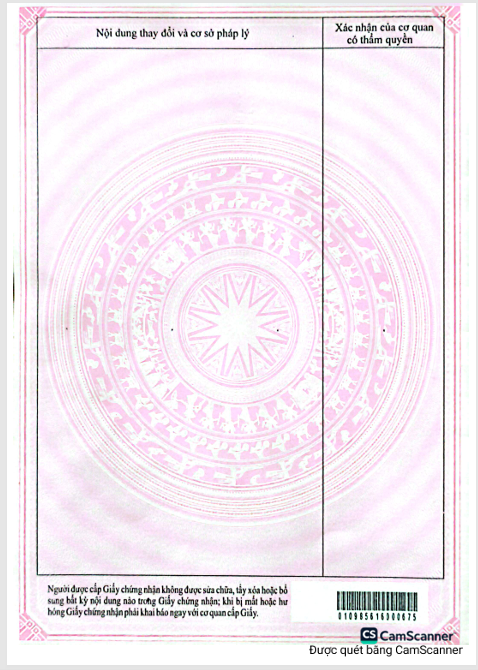 Nội dung thay đổi và cơ sở pháp lý
Xác nhận của cơ quan
có thẩm quyền
Người được cấp Giấy chứng nhận không được sửa chữa, tẩy xóa hoặc bổ
sung bất kỳ nội dung nào trong Giấy chứng nhận; khi bị mất hoặc hư
hỏng Giấy chứng nhận phải khai báo ngay với cơ quan cấp Giấy.
010985616000675
CS CamScanner
Được quét bằng CamScanner